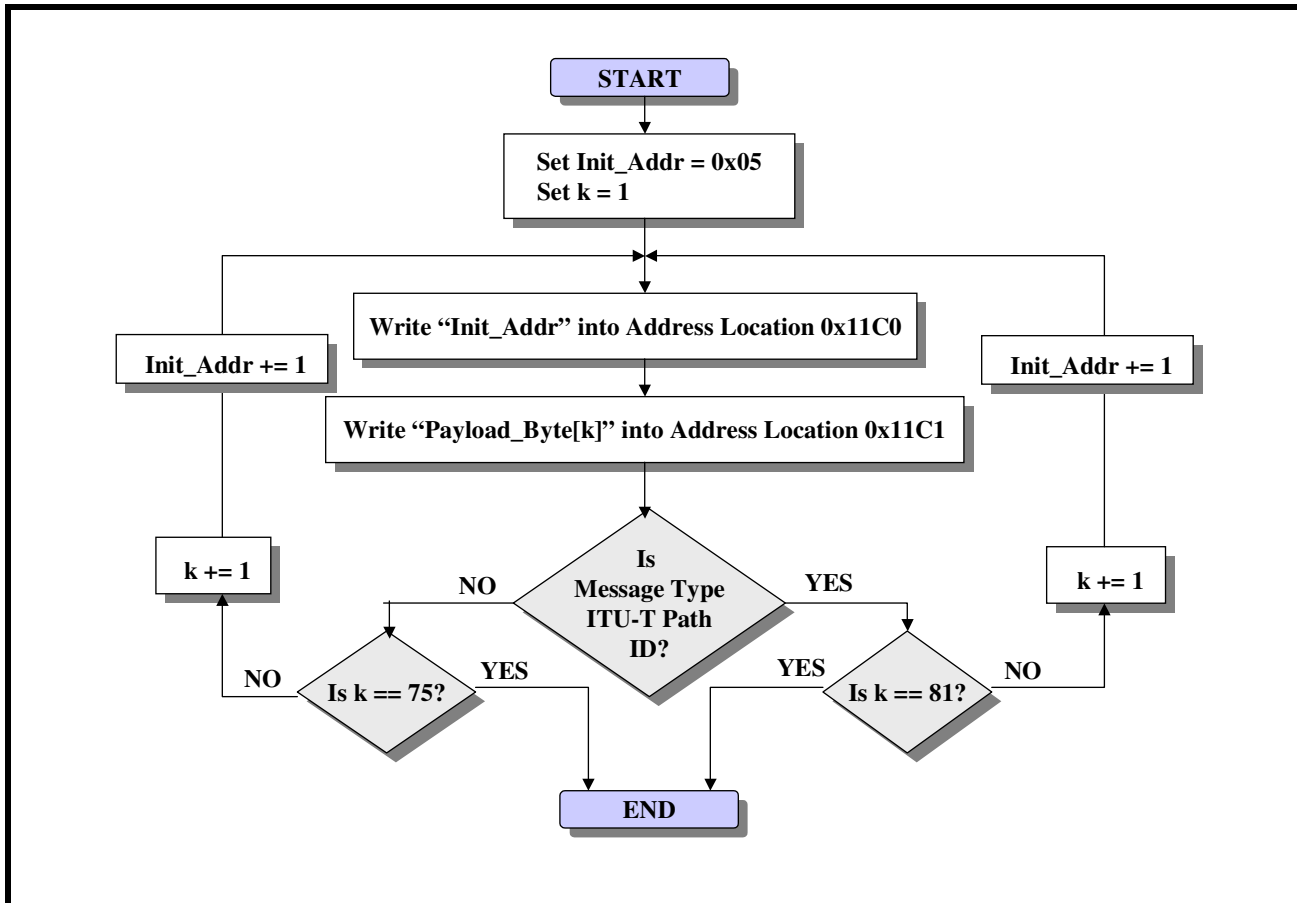 START
Set Init_Addr = 0x05
Set k = 1
Write “Init_Addr” into Address Location 0x11C0
Init_Addr += 1
Init_Addr += 1
Write “Payload_Byte[k]” into Address Location 0x11C1
k += 1
NO
Is
Message Type
ITU-T Path
ID?
YES
k += 1
NO
Is k == 75?
YES
YES
Is k == 81?
NO
END